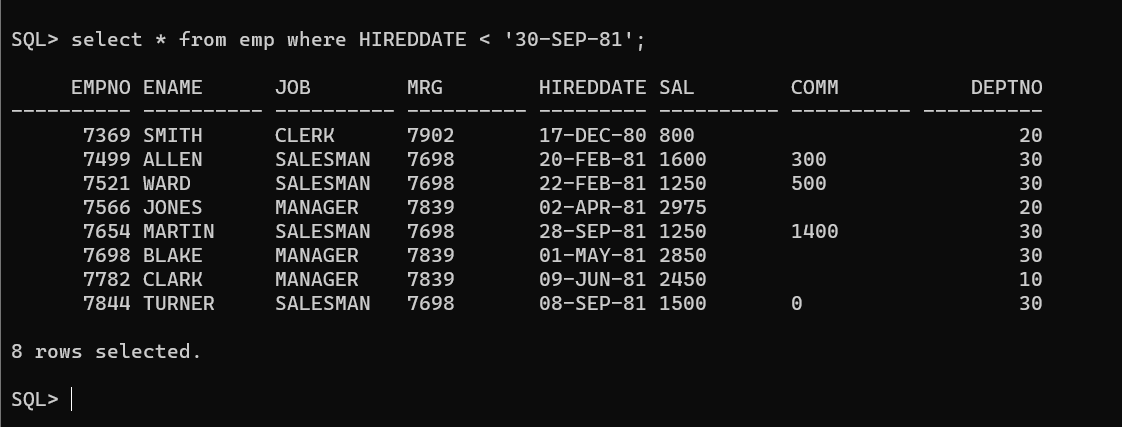 SQL> select * from emp where HIREDDATE < '30-SEP-81';
     EMPNO ENAME      JOB        MRG        HIREDDATE SAL        COMM           DEPTNO
---------- ---------- ---------- ---------- --------- ---------- ---------- ----------
      7369 SMITH      CLERK      7902       17-DEC-80 800                           20
      7499 ALLEN      SALESMAN   7698       20-FEB-81 1600       300                30
      7521 WARD       SALESMAN   7698       22-FEB-81 1250       500                30
      7566 JONES      MANAGER    7839       02-APR-81 2975                          20
      7654 MARTIN     SALESMAN   7698       28-SEP-81 1250       1400               30
      7698 BLAKE      MANAGER    7839       01-MAY-81 2850                          30
      7782 CLARK      MANAGER    7839       09-JUN-81 2450                          10
      7844 TURNER     SALESMAN   7698       08-SEP-81 1500       0                  30
8 rows selected.
SQL>